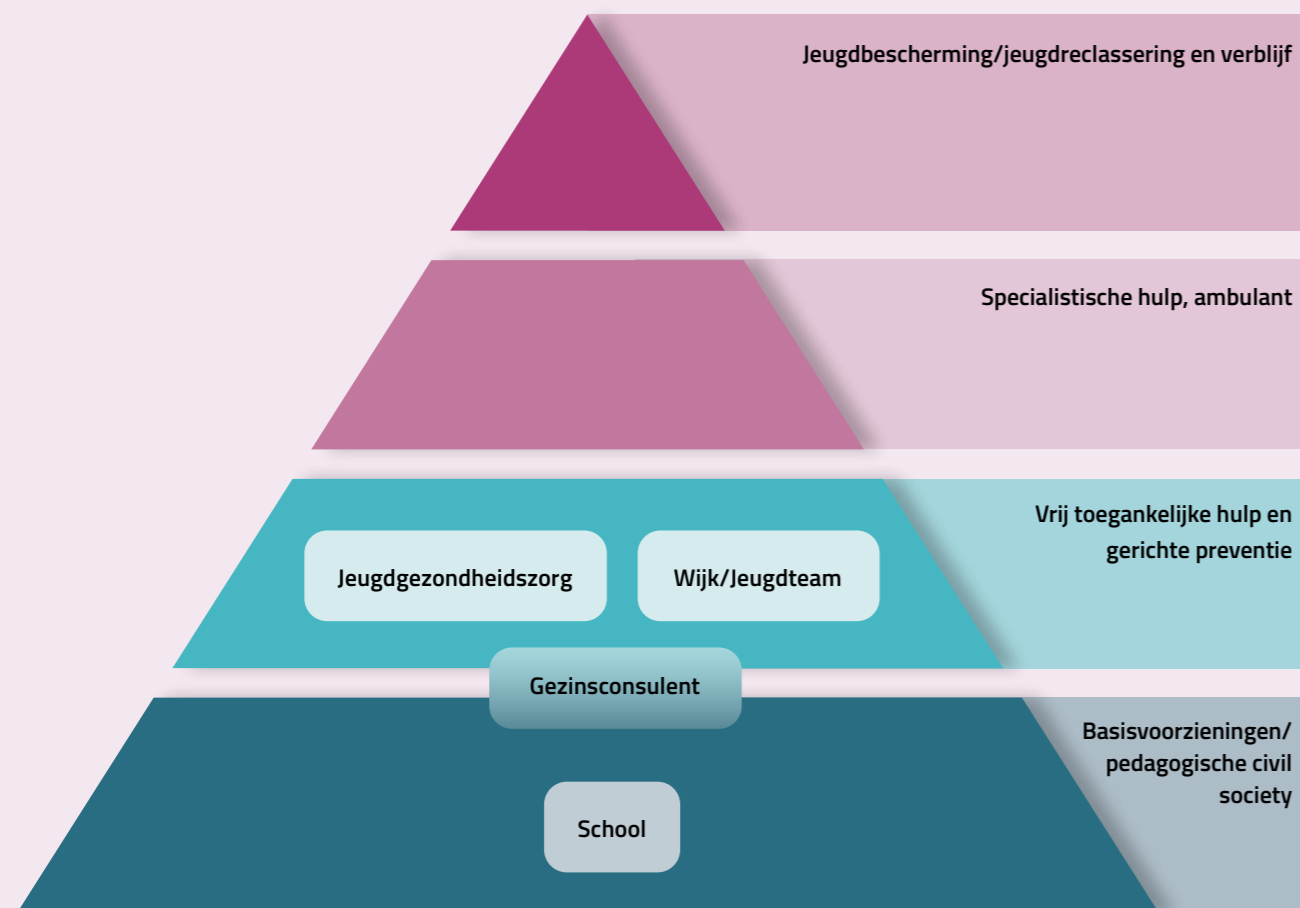 Jeugdbescherming/jeugdreclassering en verblijf
Specialistische hulp, ambulant
Vrij toegankelijke hulp en
gerichte preventie
Jeugdgezondheidszorg
Wijk/Jeugdteam
Gezinsconsulent
Basisvoorzieningen/
pedagogische civil
society
School